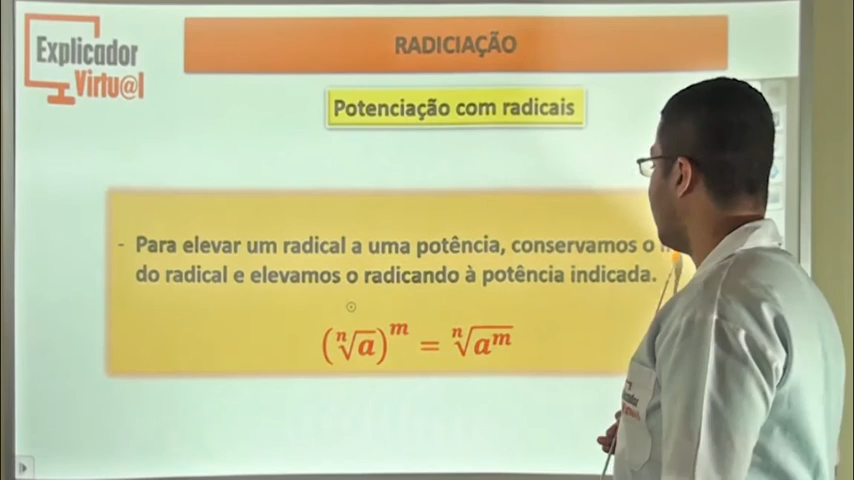 Explicador
Virtu@l
RADICIAÇÃO
Potenciação com radicais
- Para elevar um radical a uma potência, conservamos o
do radical e elevamos o radicando à potência indicada.
(ⁿ√a)ᵐ = ⁿ√aᵐ